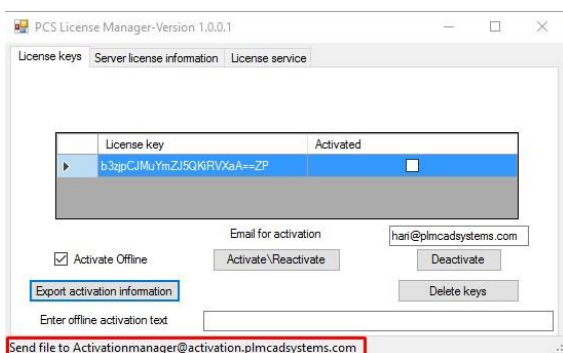 PCS License Manager-Version 1.0.0.1
License keys Server license information License service
License key Activated
b3zjpCJMuYmZJ5QKiRVXaA==ZP
Email for activation hari@plmcadsystems.com
Activate Offline Activate\Reactivate Deactivate
Export activation information Delete keys
Enter offline activation text
Send file to Activationmanager@activation.plmcadsystems.com